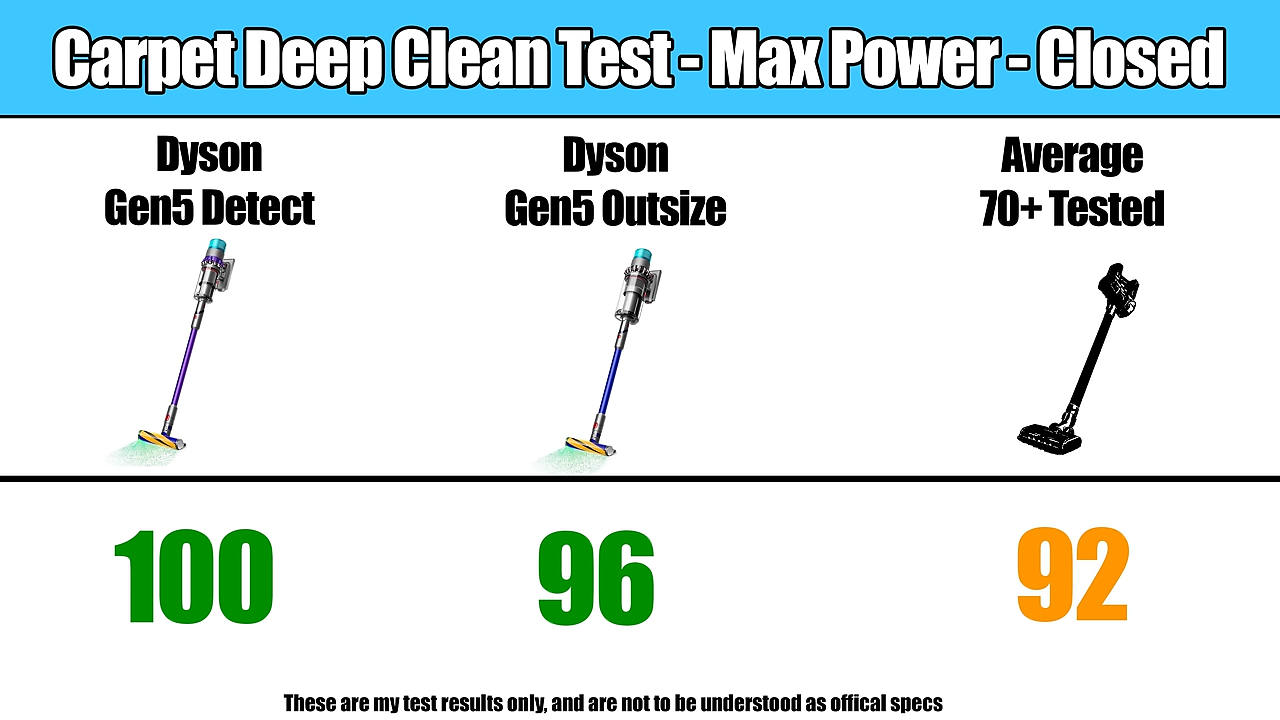 Carpet Deep Clean Test - Max Power - Closed
Dyson
Gen5 Detect
Dyson
Gen5 Outsize
Average
70+ Tested
100
96
92
These are my test results only, and are not to be understood as offical specs